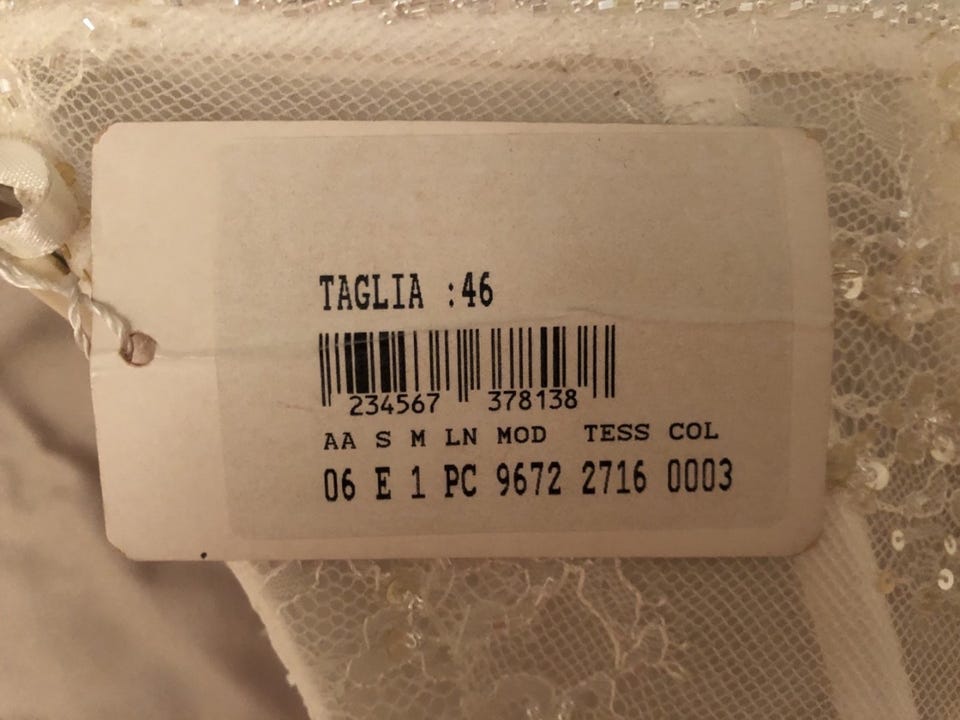 TAGLIA :46
234567 378138
AA S M LN MOD TESS COL
06 E 1 PC 9672 2716 0003